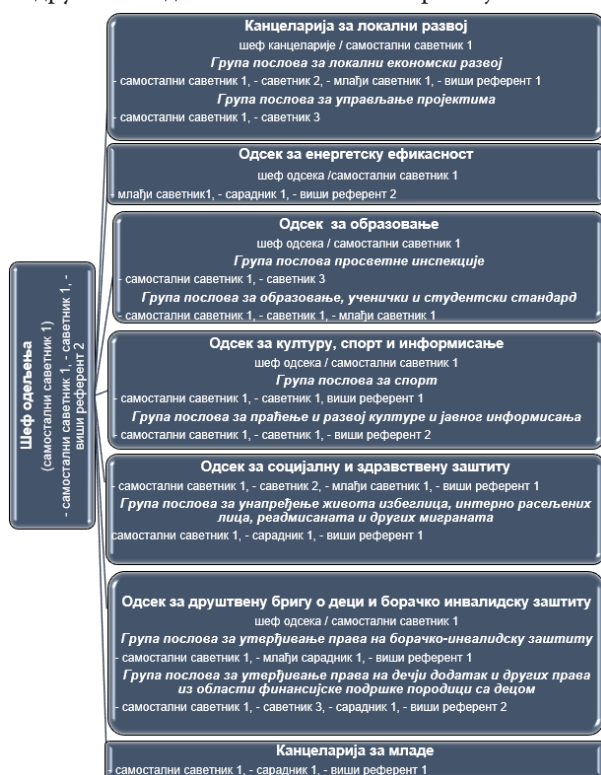 Канцеларија за локални развој
шеф канцеларије / самостални саветник 1
Група послова за локални економски развој
- самостални саветник 1, - саветник 2, - млађи саветник 1, - виши референт 1
Група послова за управљање пројектима
- самостални саветник 1, - саветник 3
Одсек за енергетску ефикасност
шеф одсека /самостални саветник 1
- млађи саветник1, - сарадник 1, - виши референт 2
Одсек за образовање
шеф одсека / самостални саветник 1
Група послова просветне инспекције
- самостални саветник 1, - саветник 3
Група послова за образовање, ученички и студентски стандард
- самостални саветник 1, - саветник 1, - млађи саветник 1
Шеф одељења
(самостални саветник 1)
- самостални саветник 1, - саветник 1, -
виши референт 2
Одсек за културу, спорт и информисање
шеф одсека / самостални саветник 1
Група послова за спорт
- самостални саветник 1, - саветник 1, виши референт 1
Група послова за праћење и развој културе и јавног информисања
- самостални саветник 1, - саветник 1, - виши референт 2
Одсек за социјалну и здравствену заштиту
- самостални саветник 1, - саветник 2, - млађи саветник 1, - виши референт 1
Група послова за унапређење живота избеглица, интерно расељених
лица, реадмисаната и других миграната
самостални саветник 1, - сарадник 1, - виши референт 1
Одсек за друштвену бригу о деци и борачко инвалидску заштиту
шеф одсека / самостални саветник 1
Група послова за утврђивање права на борачко-инвалидску заштиту
- самостални саветник 1, - млађи сарадник 1, - виши референт 1
Група послова за утврђивање права на дечји додатак и других права
из области финансијске подршке породици са децом
- самостални саветник 1, - саветник 3, - сарадник 1, - виши референт 2
Канцеларија за младе
- самостални саветник 1, - сарадник 1, - виши референт 1